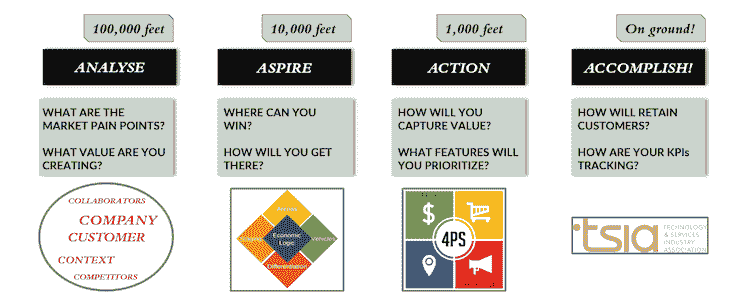 100,000 feet
10,000 feet
1,000 feet
On ground!
ANALYSE
ASPIRE
ACTION
ACCOMPLISH!
WHAT ARE THE
MARKET PAIN POINTS?
WHAT VALUE ARE YOU
CREATING?
WHERE CAN YOU
WIN?
HOW WILL YOU GET
THERE?
HOW WILL YOU
CAPTURE VALUE?
WHAT FEATURES WILL
YOU PRIORITIZE?
HOW WILL RETAIN
CUSTOMERS?
HOW ARE YOUR KPIs
TRACKING?
COLLABORATORS
COMPANY
CUSTOMER
CONTEXT
COMPETITORS
Economic
Logic
Vehicles
Differentiation
$
4PS
tsia
TECHNOLOGY
& SERVICES
INDUSTRY
ASSOCIATION